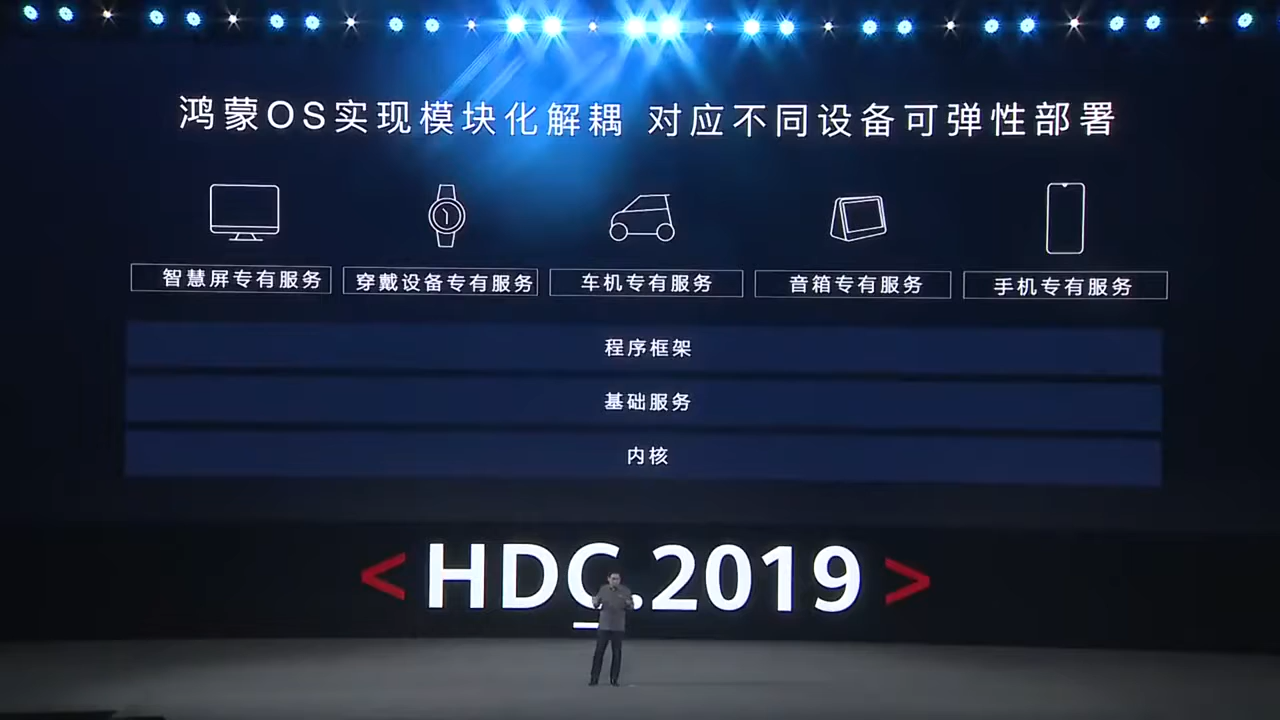 鸿蒙OS实现模块化解耦 对应不同设备可弹性部署
智慧屏专有服务 穿戴设备专有服务 车机专有服务 音箱专有服务 手机专有服务
程序框架
基础服务
内核
< HDC.2019 >